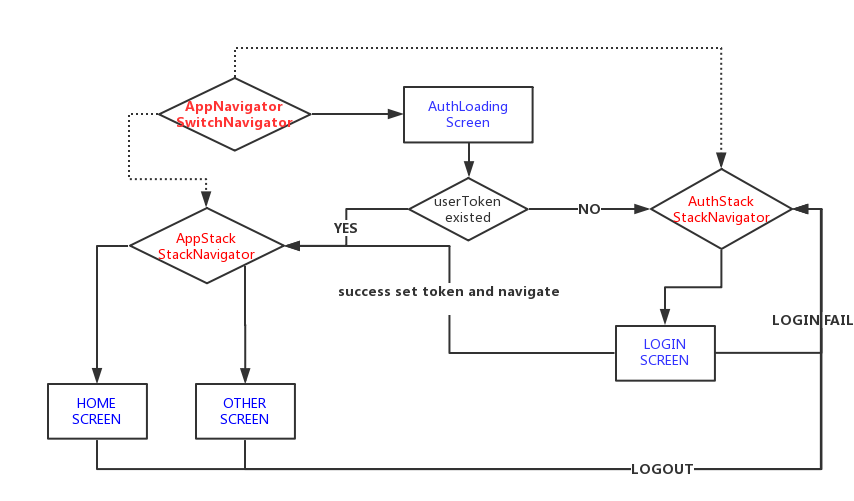 AppNavigator
SwitchNavigator
AuthLoading
Screen
userToken
existed
NO
AuthStack
StackNavigator
YES
AppStack
StackNavigator
success set token and navigate
LOGIN FAIL
LOGIN
SCREEN
HOME
SCREEN
OTHER
SCREEN
LOGOUT